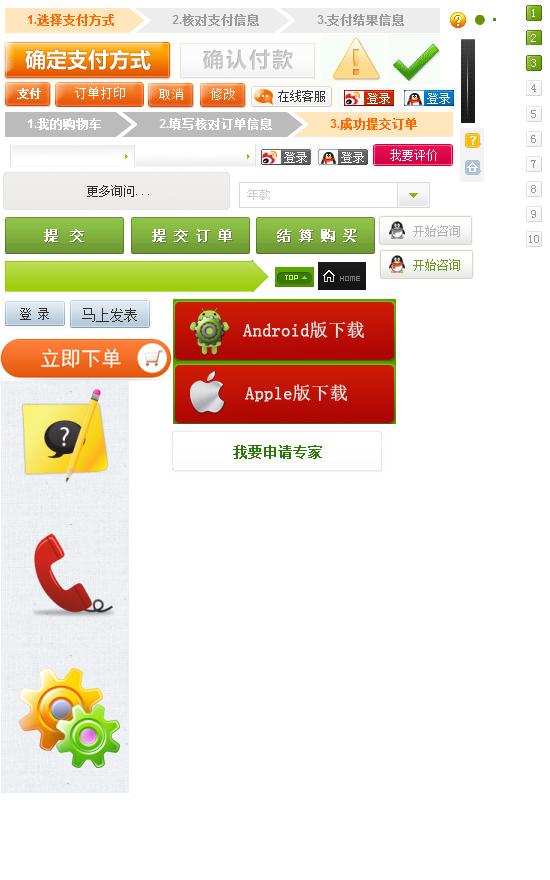 1.选择支付方式 2.核对支付信息 3.支付结果信息 ?
确定支付方式 确认付款
支付 订单打印 取消 修改 在线客服 登录 登录
1.我的购物车 2.填写核对订单信息 3.成功提交订单
登录 登录 我要评价
?
更多询问...
年款
提 交 提 交 订 单 结 算 购 买 开始咨询
开始咨询
TOP HOME
登 录 马上发表
Android版下载
立即下单
Apple版下载
?
我要申请专家
1
2
3
4
5
6
7
8
9
10